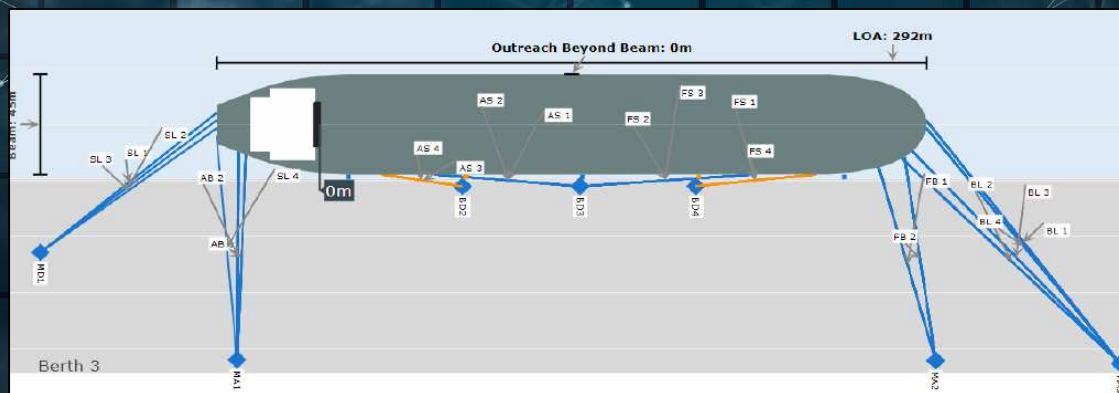 LOA: 292m
Outreach Beyond Beam: 0m
Beam: 45m
AS 2
FS 3
AS 1
FS 1
FS 2
SL 2
SL 1
SL 3
AS 4
FS 4
AS 3
AB 2
SL 4
0m
FB 1
BL 2
BL 3
BD2
BD3
BD4
BL 4
BL 1
AB
FB 2
MD1
Berth 3
MA1
MA2